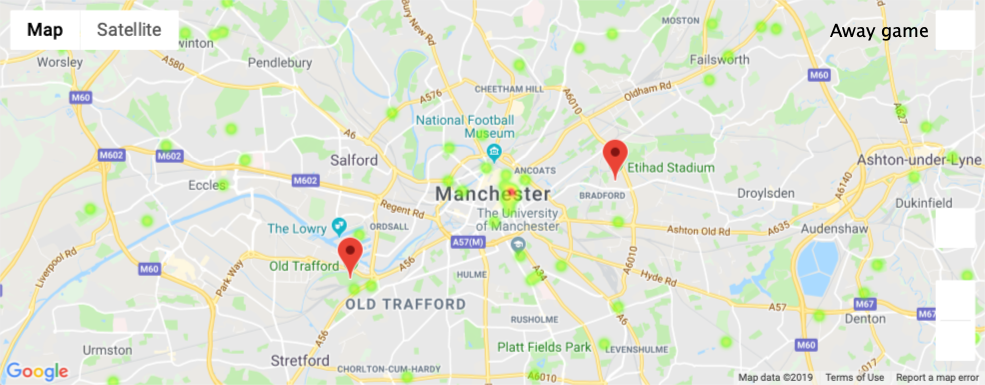 Map
Satellite
Away game
Bury New Rd
MOSTON
Swinton
Worsley
Pendlebury
Failsworth
A580
M60
M60
A576
CHEETHAM HILL
A6010
Oldham Rd
A627
National Football
Museum
A6
M602
M602
Salford
ANCOATS
Etihad Stadium
Ashton-under-Lyne
Eccles
M602
Manchester
BRADFORD
Droylsden
A6140
Dukinfield
Regent Rd
The University
of Manchester
The Lowry
ORDSALL
A57(M)
Ashton Old Rd
A635
Audenshaw
Liverpool Rd
M60
Park Way
Old Trafford
A56
HULME
A34
A6010
Hyde Rd
OLD TRAFFORD
A57
M67
M67
Denton
RUSHOLME
A6
A56
Urmston
Stretford
Platt Fields Park
LEVENSHULME
M60
A017
CHORLTON-CUM-HARDY
A6010
Google
Map data ©2019
Terms of Use
Report a map error